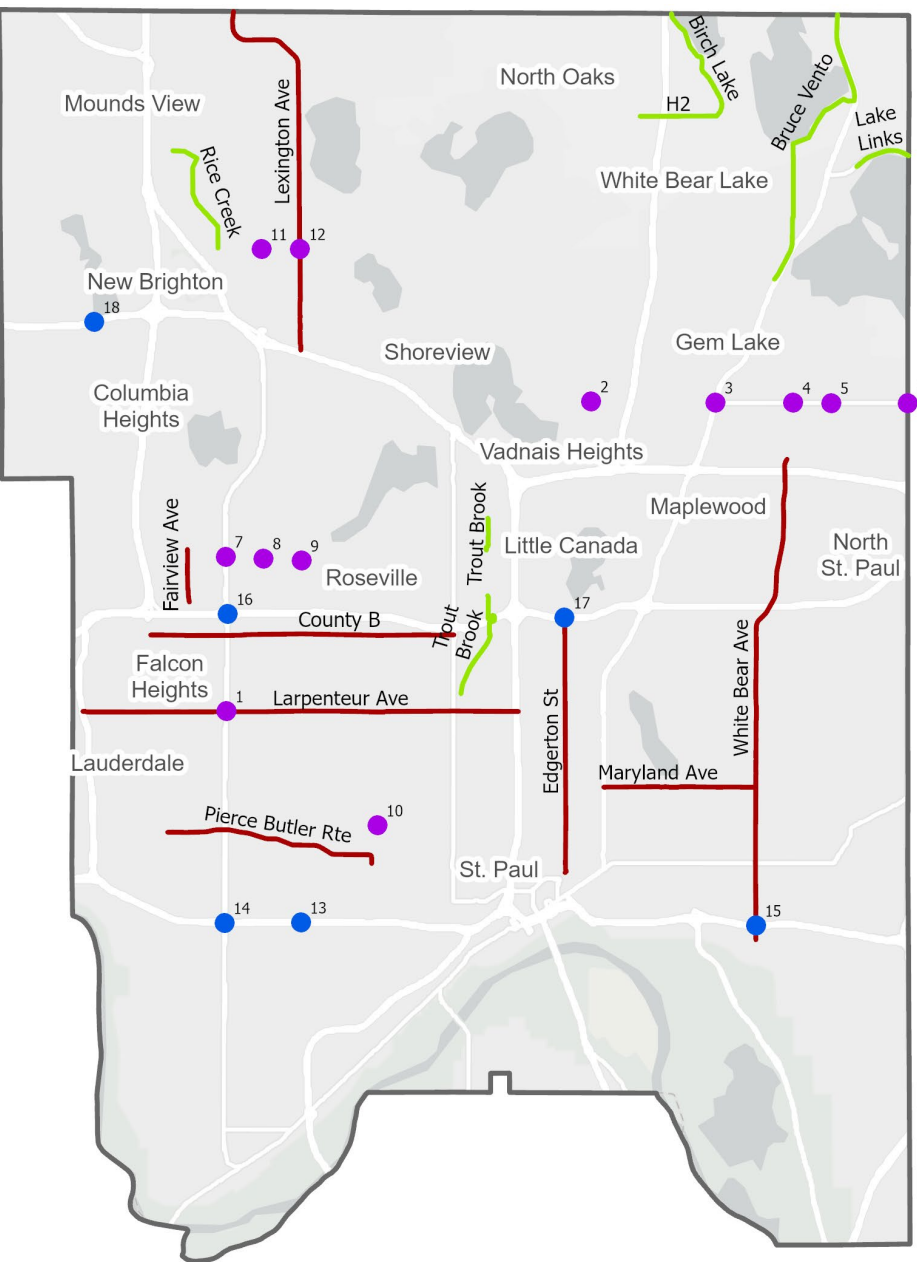 Birch Lake
North Oaks
Bruce Vento
Mounds View
H2
Lexington Ave
Lake
Links
Rice Creek
White Bear Lake
11
12
New Brighton
18
Gem Lake
Shoreview
Columbia
Heights
2
3
4
5
Vadnais Heights
Trout Brook
Maplewood
Fairview Ave
Little Canada
North
St. Paul
7
8
9
Roseville
16
17
County B
Trout
Brook
White Bear Ave
Falcon
Heights
1
Larpenteur Ave
Edgerton St
Lauderdale
Maryland Ave
Pierce Butler Rte
10
St. Paul
14
13
15